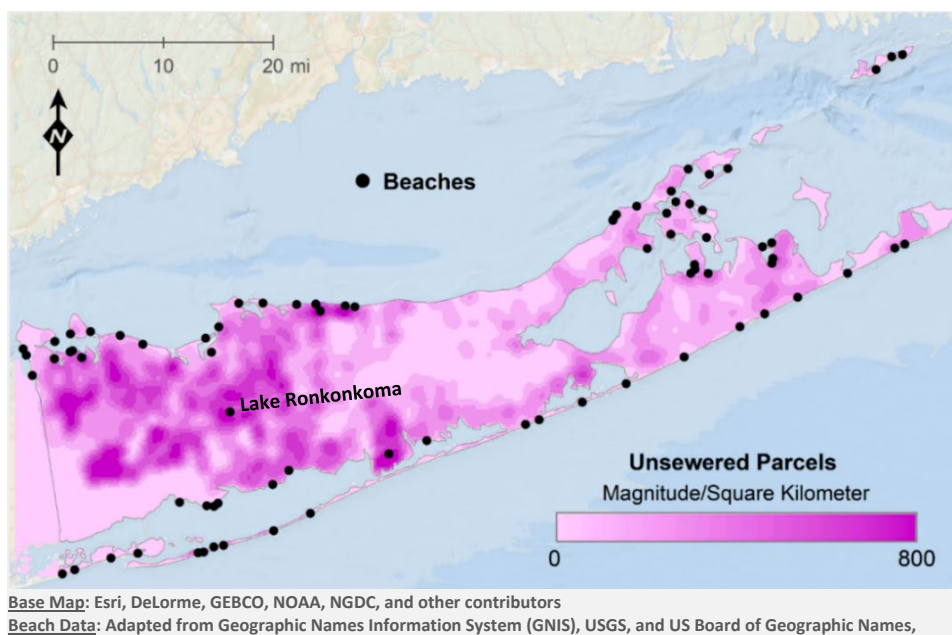 0 10 20 mi
N
Beaches
Lake Ronkonkoma
Unsewered Parcels
Magnitude/Square Kilometer
0 800
Base Map: Esri, DeLorme, GEBCO, NOAA, NGDC, and other contributors
Beach Data: Adapted from Geographic Names Information System (GNIS), USGS, and US Board of Geographic Names,